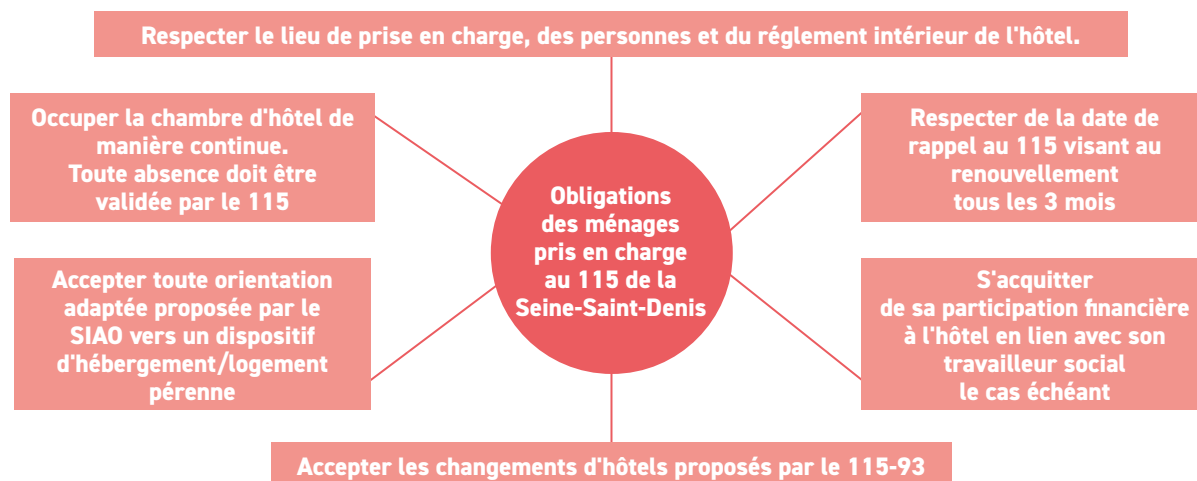 Respecter le lieu de prise en charge, des personnes et du réglement intérieur de l'hôtel.
Occuper la chambre d'hôtel de
manière continue.
Toute absence doit être
validée par le 115
Respecter de la date de
rappel au 115 visant au
renouvellement
tous les 3 mois
Obligations
des ménages
pris en charge
au 115 de la
Seine-Saint-Denis
Accepter toute orientation
adaptée proposée par le
SIAO vers un dispositif
d'hébergement/logement
pérenne
S'acquitter
de sa participation financière
à l'hôtel en lien avec son
travailleur social
le cas échéant
Accepter les changements d'hôtels proposés par le 115-93